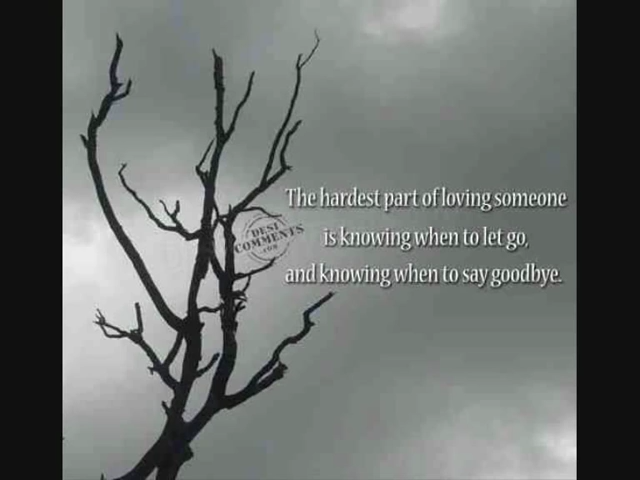 The hardest part of loving someone
is knowing when to let go,
and knowing when to say goodbye.
DESI
COMMENTS
.COM